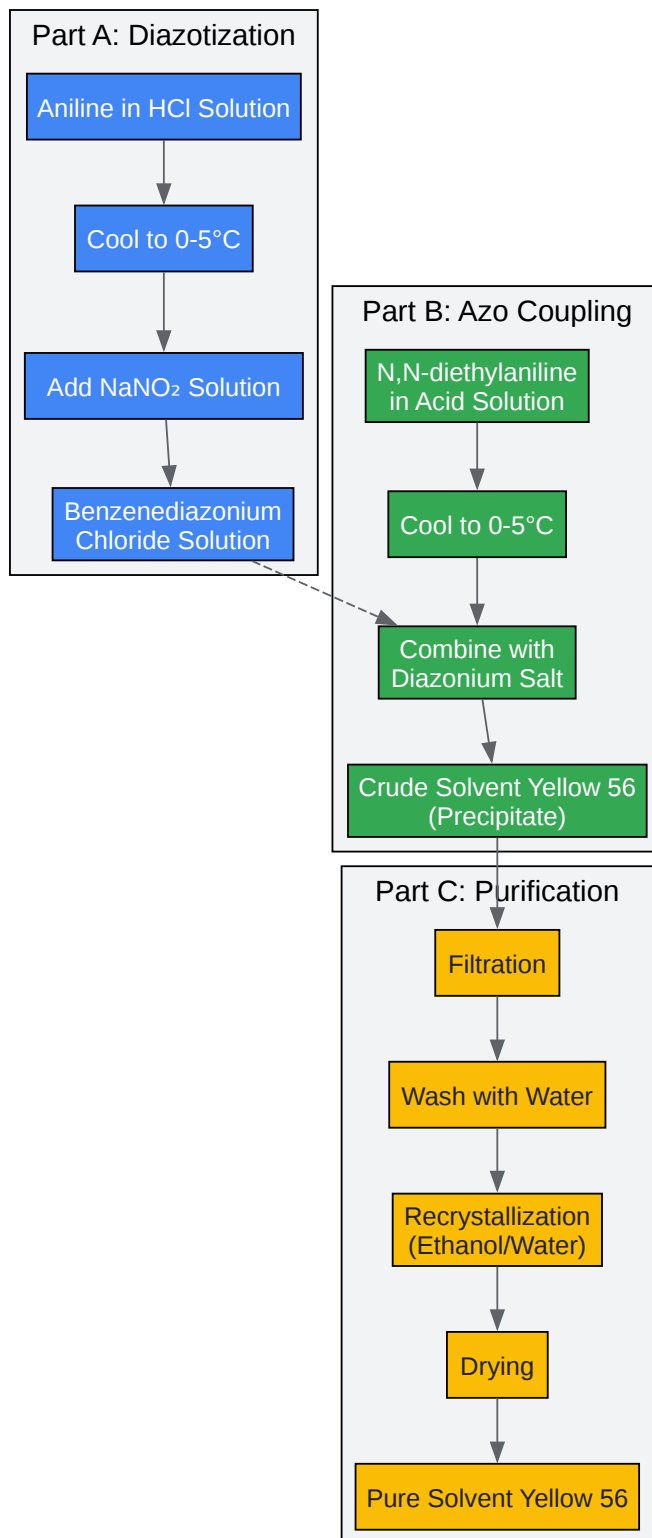 Part A: Diazotization
Aniline in HCl Solution
Cool to 0-5°C
Add NaNO₂ Solution
Benzenediazonium
Chloride Solution
Part B: Azo Coupling
N,N-diethylaniline
in Acid Solution
Cool to 0-5°C
Combine with
Diazonium Salt
Crude Solvent Yellow 56
(Precipitate)
Part C: Purification
Filtration
Wash with Water
Recrystallization
(Ethanol/Water)
Drying
Pure Solvent Yellow 56